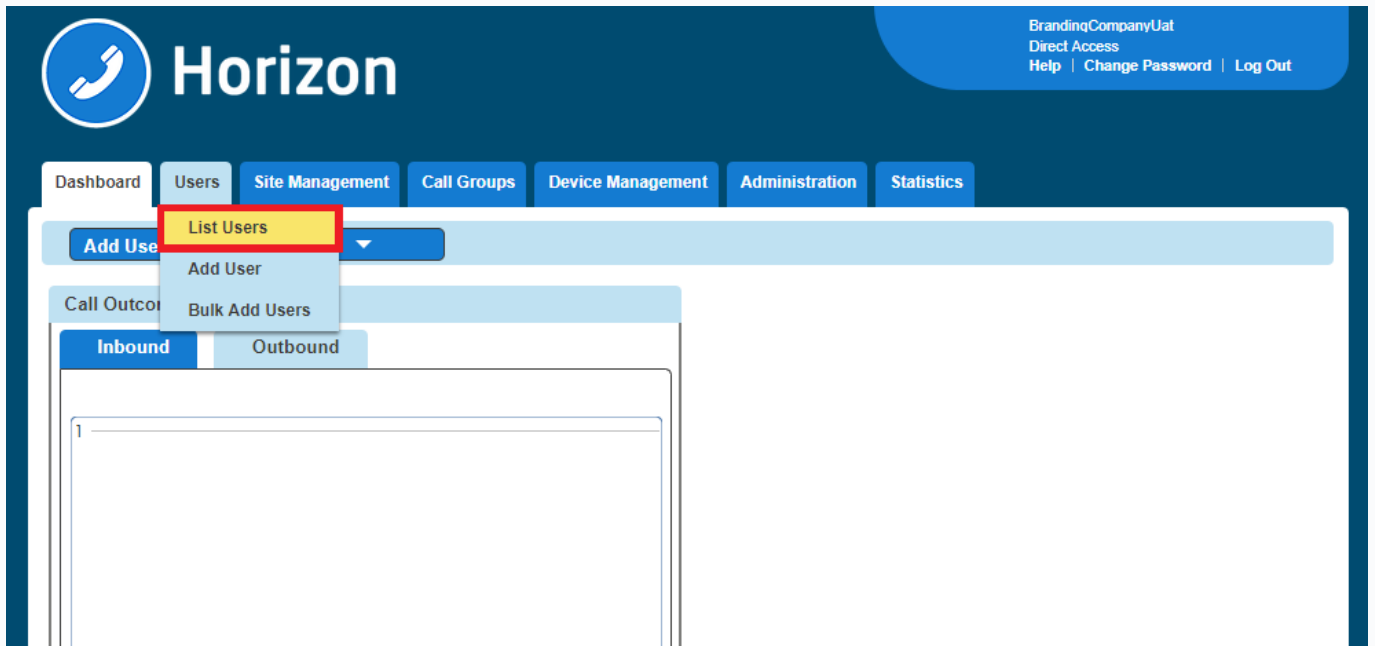 BrandingCompanyUat
Direct Access
Help | Change Password | Log Out
Horizon
Dashboard Users Site Management Call Groups Device Management Administration Statistics
List Users
Add Use
Add User
Call Outcor
Bulk Add Users
Inbound Outbound
1